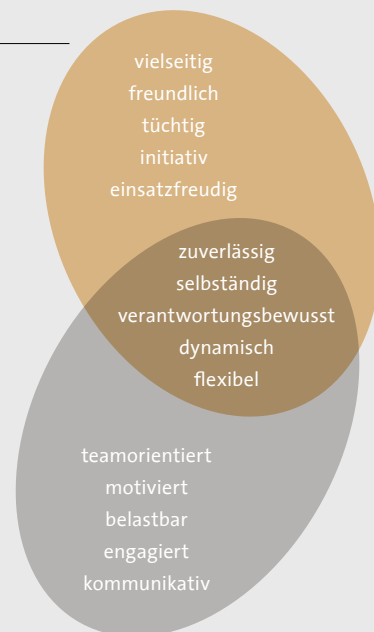 vielseitig
freundlich
tüchtig
initiativ
einsatzfreudig
zuverlässig
selbständig
verantwortungsbewusst
dynamisch
flexibel
teamorientiert
motiviert
belastbar
engagiert
kommunikativ